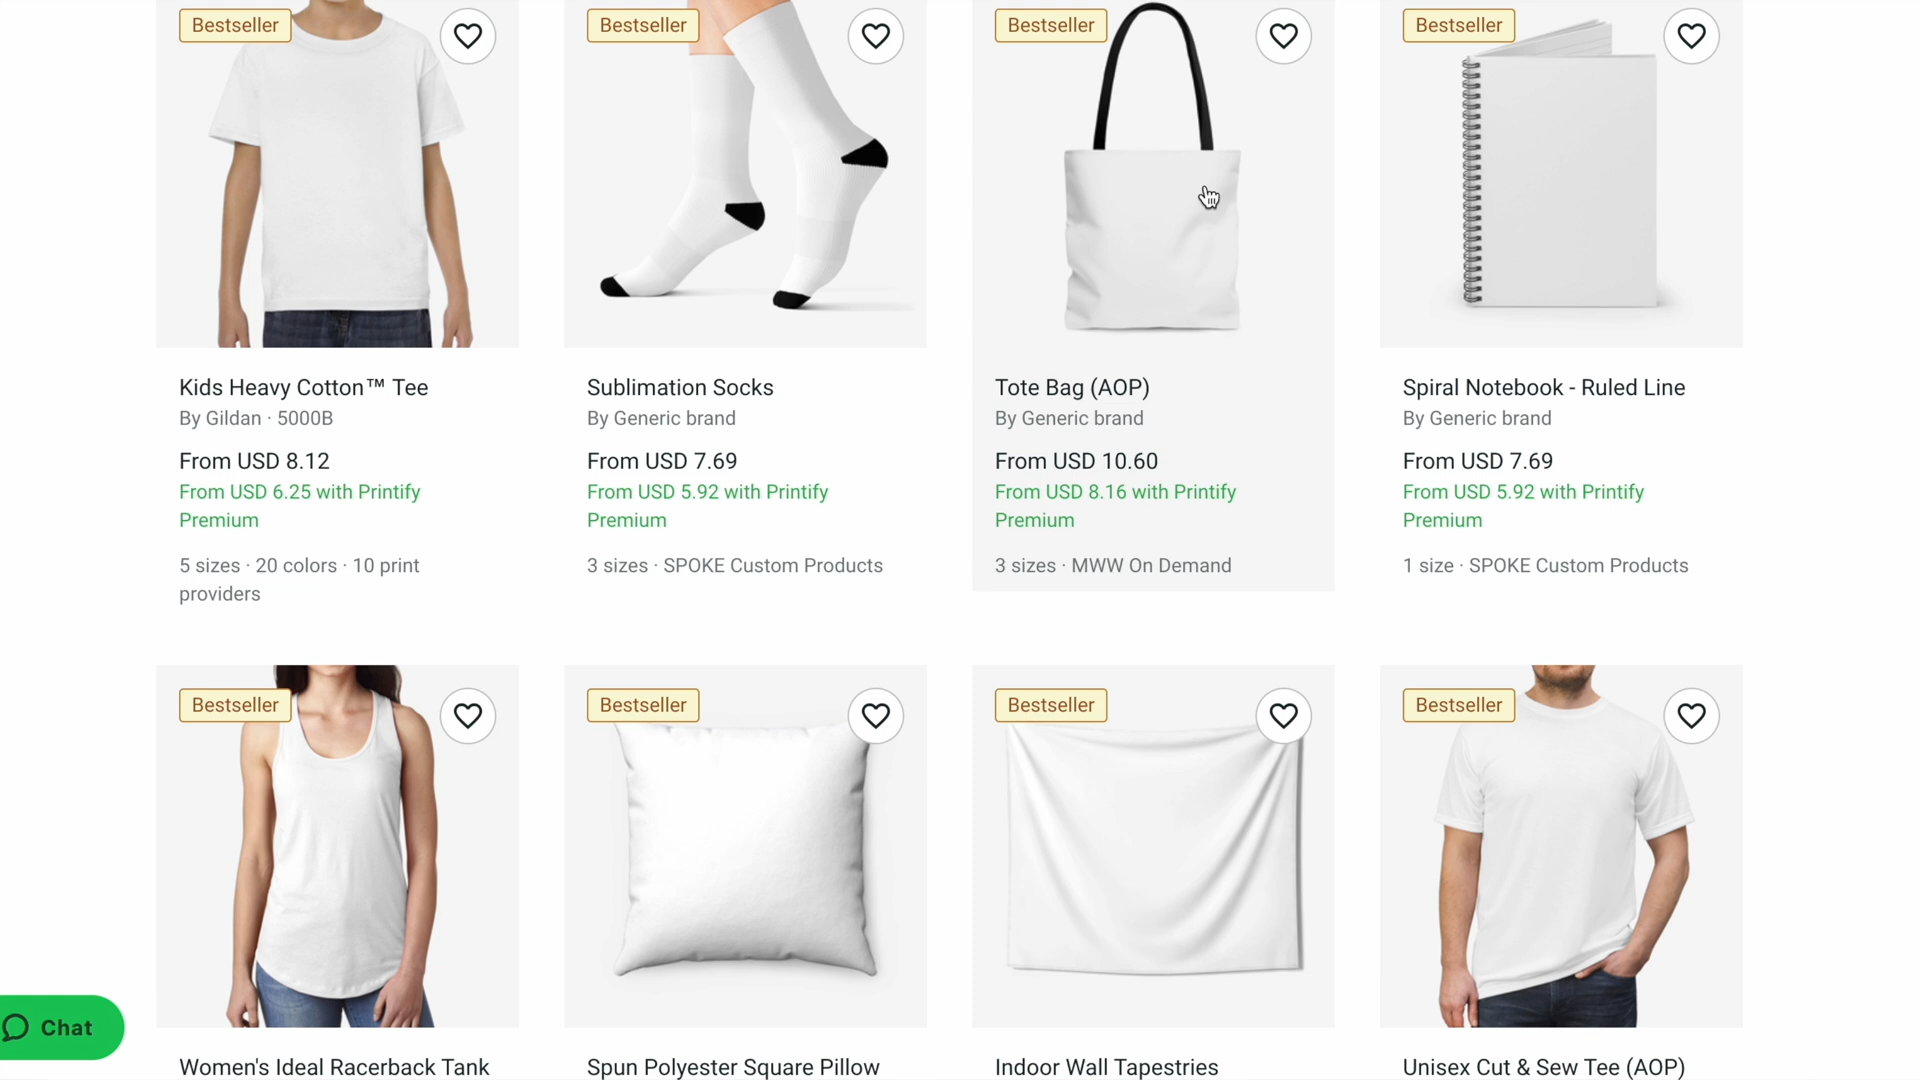 Bestseller
Bestseller
Bestseller
Bestseller
Kids Heavy Cotton™ Tee
By Gildan · 5000B
From USD 8.12
From USD 6.25 with Printify
Premium
5 sizes · 20 colors · 10 print
providers
Sublimation Socks
By Generic brand
From USD 7.69
From USD 5.92 with Printify
Premium
3 sizes · SPOKE Custom Products
Tote Bag (AOP)
By Generic brand
From USD 10.60
From USD 8.16 with Printify
Premium
3 sizes · MWW On Demand
Spiral Notebook - Ruled Line
By Generic brand
From USD 7.69
From USD 5.92 with Printify
Premium
1 size · SPOKE Custom Products
Bestseller
Bestseller
Bestseller
Bestseller
Women's Ideal Racerback Tank
Spun Polyester Square Pillow
Indoor Wall Tapestries
Unisex Cut & Sew Tee (AOP)
Chat